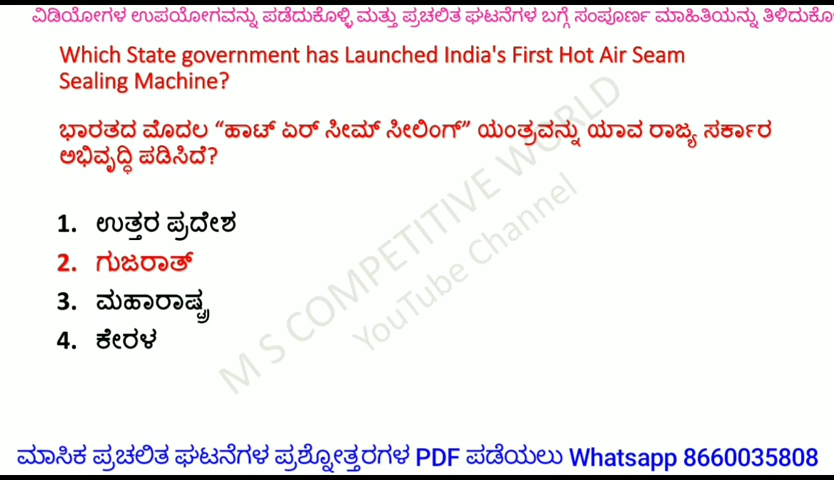 ವಿಡಿಯೋಗಳ ಉಪಯೋಗವನ್ನು ಪಡೆದುಕೊಳ್ಳಿ ಮತ್ತು ಪ್ರಚಲಿತ ಘಟನೆಗಳ ಬಗ್ಗೆ ಸಂಪೂರ್ಣ ಮಾಹಿತಿಯನ್ನು ತಿಳಿದುಕೊ
Which State government has Launched India's First Hot Air Seam
Sealing Machine?
ಭಾರತದ ಮೊದಲ “ಹಾಟ್ ಏರ್ ಸೀಮ್ ಸೀಲಿಂಗ್” ಯಂತ್ರವನ್ನು ಯಾವ ರಾಜ್ಯ ಸರ್ಕಾರ
ಅಭಿವೃದ್ಧಿ ಪಡಿಸಿದೆ?
1. ಉತ್ತರ ಪ್ರದೇಶ
2. ಗುಜರಾತ್
3. ಮಹಾರಾಷ್ಟ್ರ
4. ಕೇರಳ
M S COMPETITIVE WORLD
YouTube Channel
ಮಾಸಿಕ ಪ್ರಚಲಿತ ಘಟನೆಗಳ ಪ್ರಶ್ನೋತ್ತರಗಳ PDF ಪಡೆಯಲು Whatsapp 8660035808